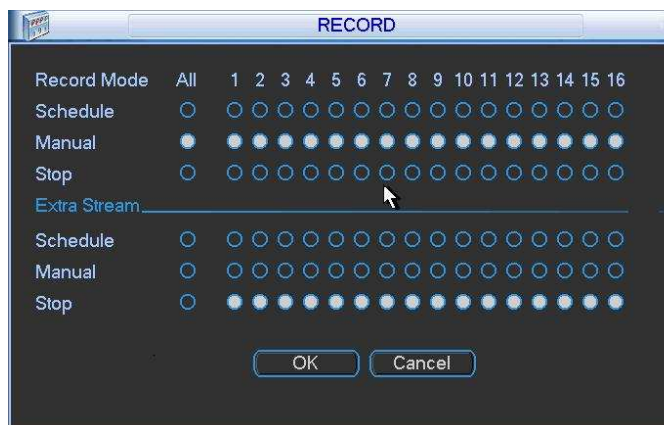 RECORD
Record Mode All 1 2 3 4 5 6 7 8 9 10 11 12 13 14 15 16
Schedule
Manual
Stop
Extra Stream
Schedule
Manual
Stop
OK Cancel